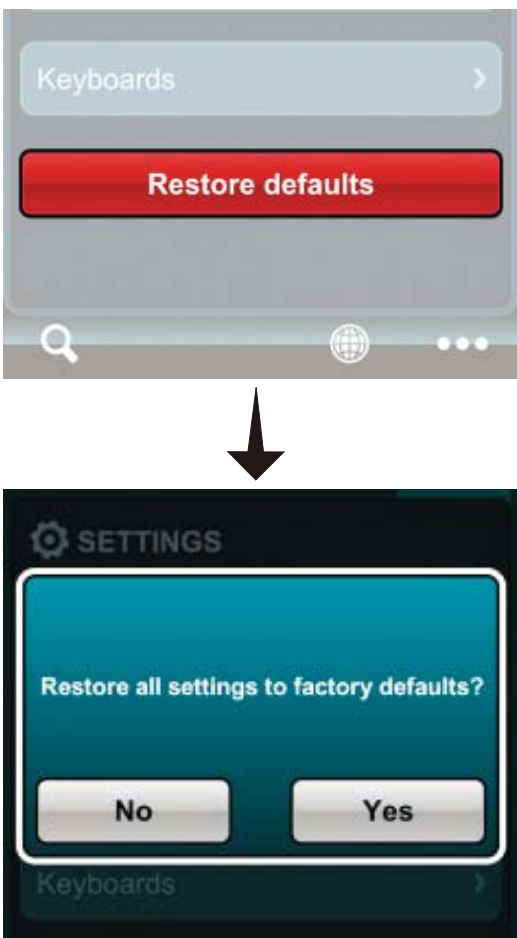 Keyboards
Restore defaults
SETTINGS
Restore all settings to factory defaults?
No
Yes
Keyboards